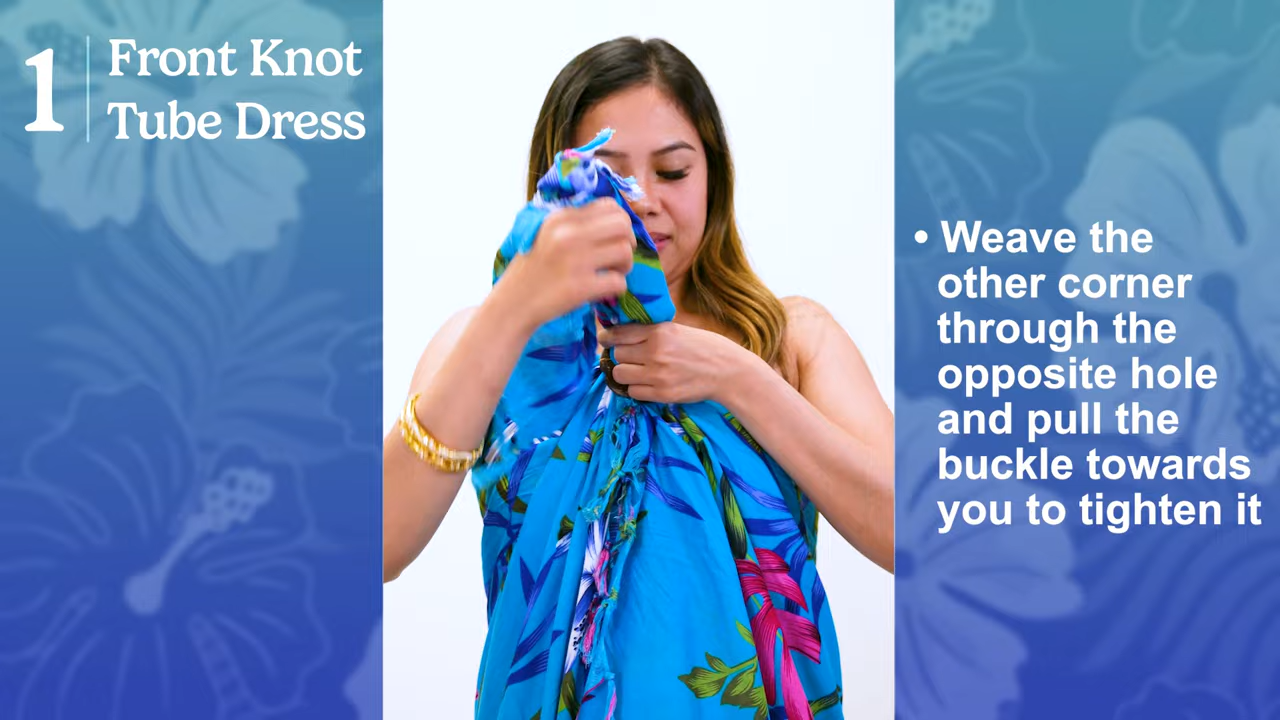 1
Front Knot
Tube Dress
• Weave the
other corner
through the
opposite hole
and pull the
buckle towards
you to tighten it